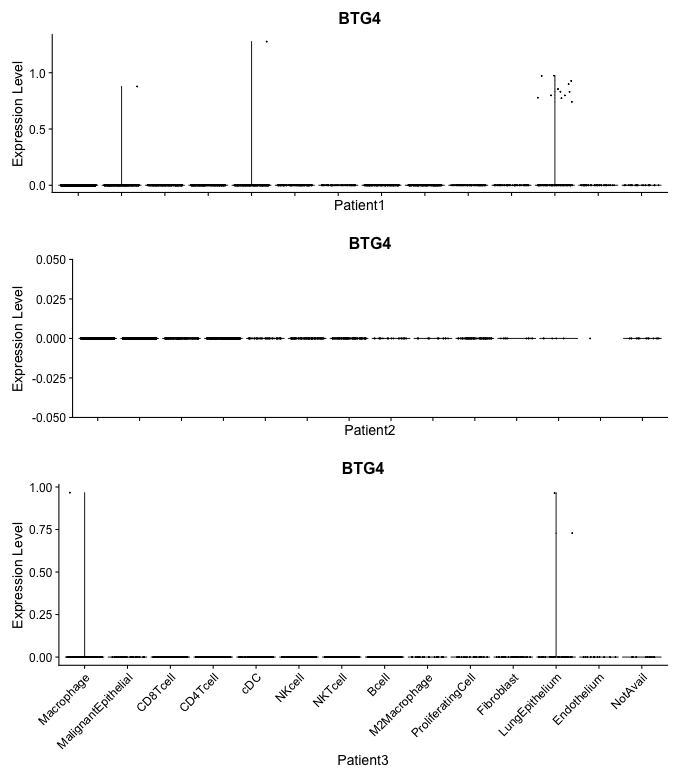 BTG4
Expression Level
1.0
0.5
0.0
Patient1
BTG4
Expression Level
0.050
0.025
0.000
-0.025
-0.050
Patient2
BTG4
Expression Level
1.00
0.75
0.50
0.25
0.00
Macrophage
MalignantEpithelial
CD8Tcell
CD4Tcell
cDC
NKcell
NKTcell
Bcell
M2Macrophage
ProliferatingCell
Fibroblast
LungEpithelium
Endothelium
NotAvail
Patient3